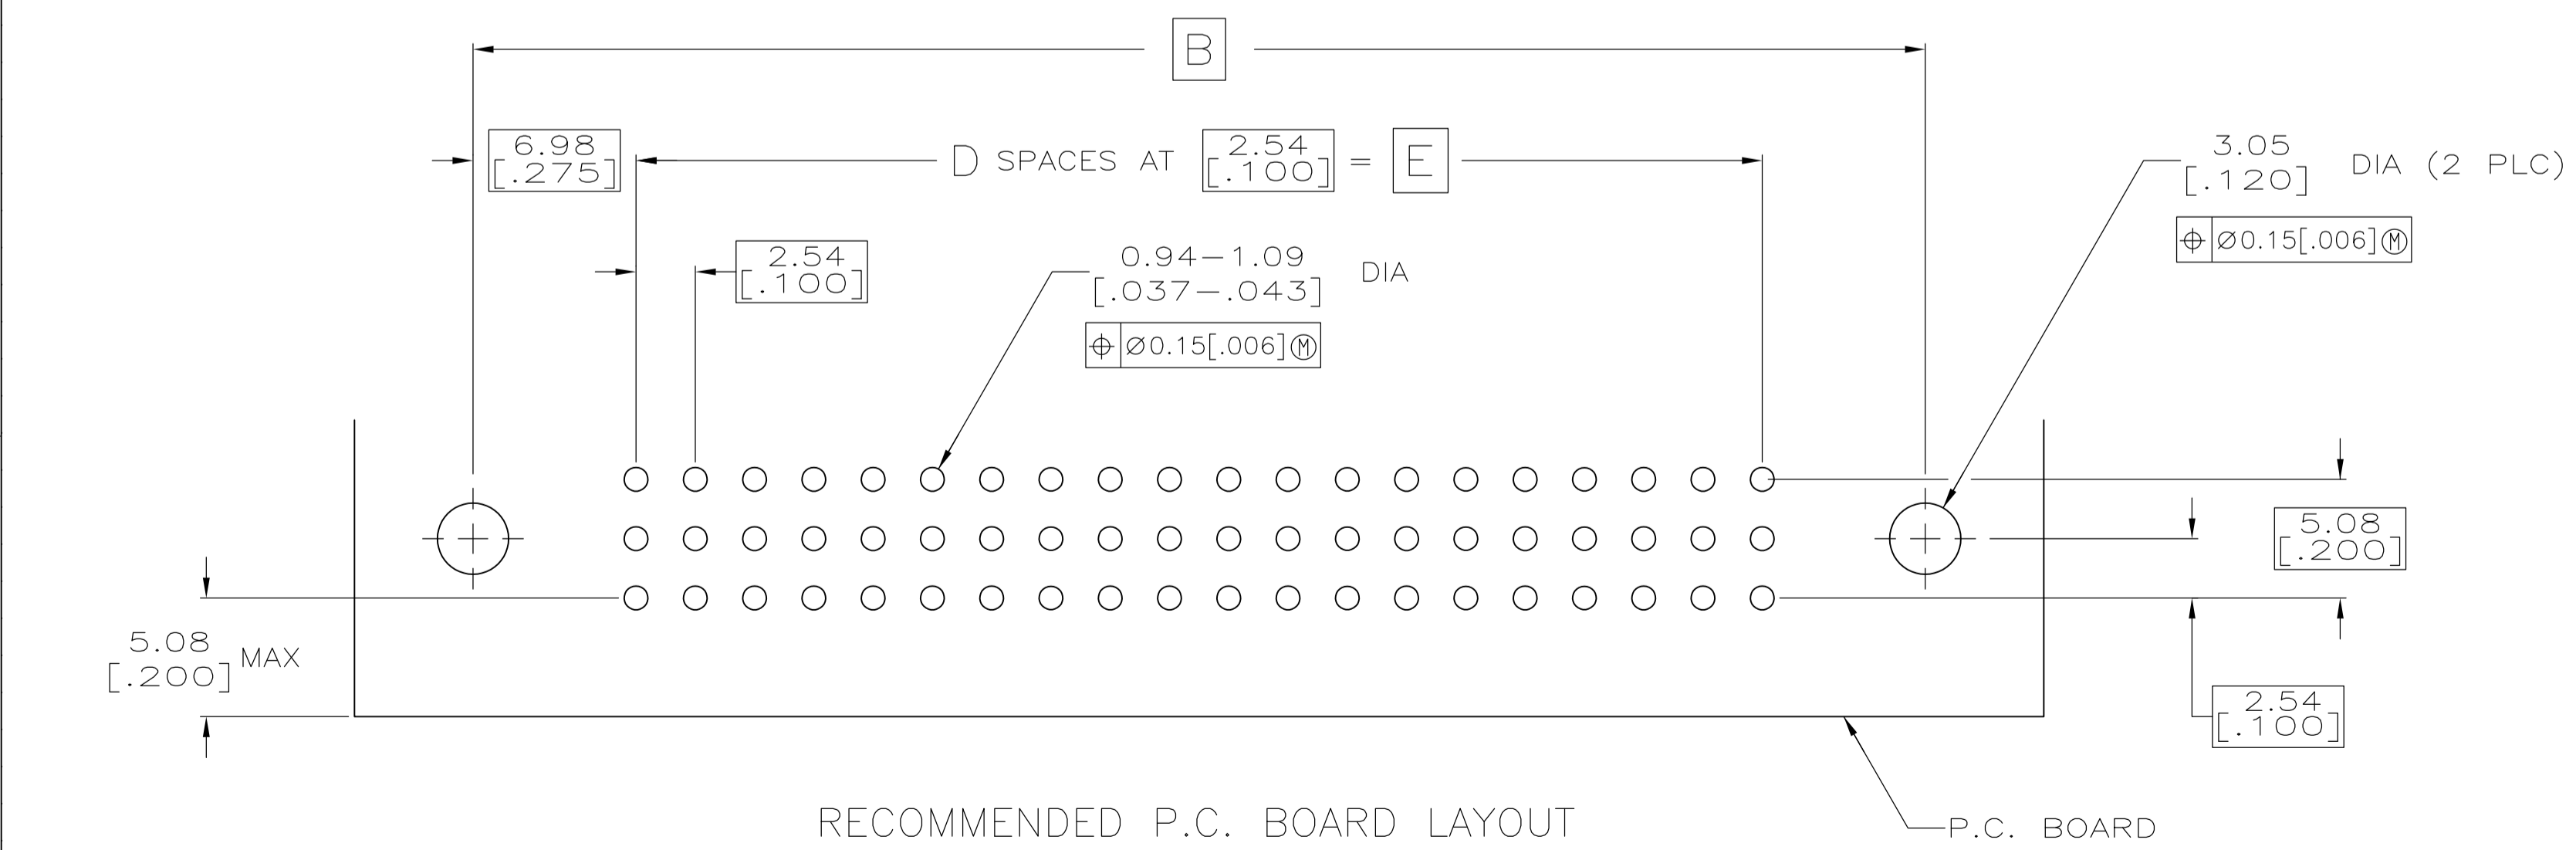 B
6.98
[.275]
D SPACES AT 2.54 [.100] = E
3.05
[.120] DIA (2 PLC)
⌖ Ø0.15[.006]Ⓜ
2.54
[.100]
0.94-1.09
[.037-.043] DIA
⌖ Ø0.15[.006]Ⓜ
5.08
[.200]
5.08
[.200] MAX
2.54
[.100]
RECOMMENDED P.C. BOARD LAYOUT
P.C. BOARD